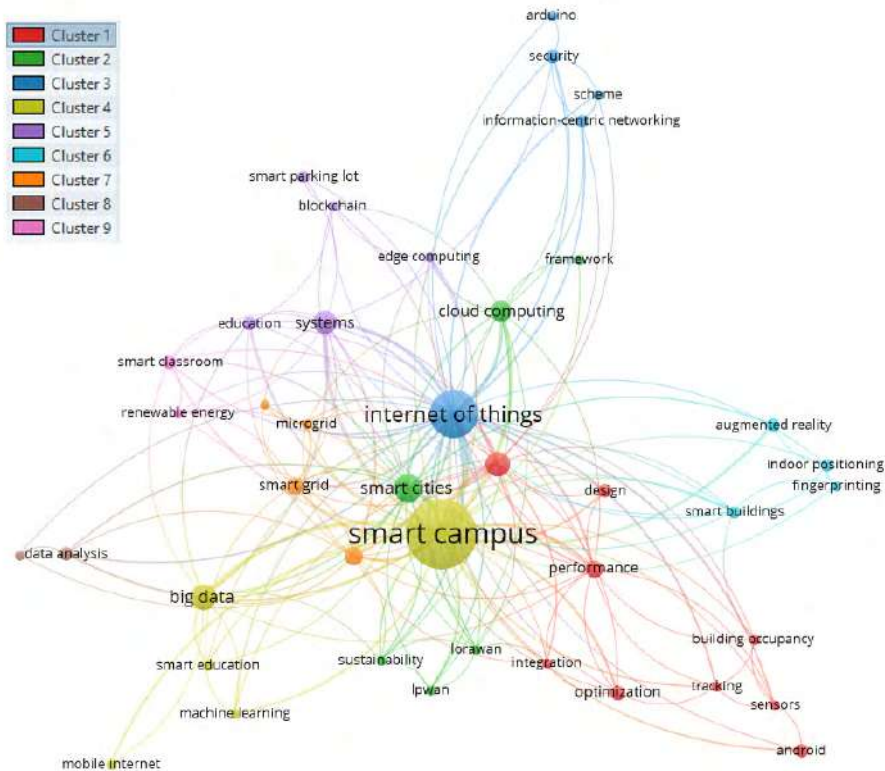 arduino
Cluster 1
Cluster 2
security
Cluster 3
Cluster 4
scheme
Cluster 5
information-centric networking
Cluster 6
Cluster 7
smart parking lot
Cluster 8
blockchain
Cluster 9
edge computing
framework
cloud computing
education
systems
smart classroom
renewable energy
internet of things
microgrid
augmented reality
indoor positioning
smart grid
smart cities
design
fingerprinting
smart buildings
smart campus
data analysis
performance
big data
building occupancy
smart education
sustainability
lorawan
integration
lpwan
optimization
tracking
sensors
machine learning
android
mobile internet